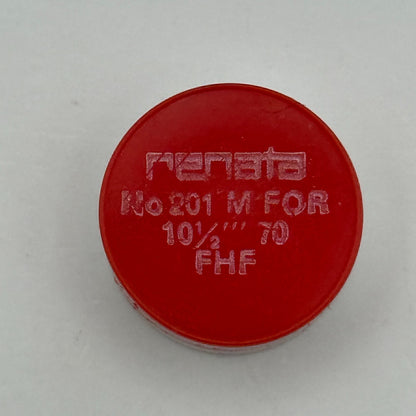 renata
No 201 M FOR
10½''' 70
FHF